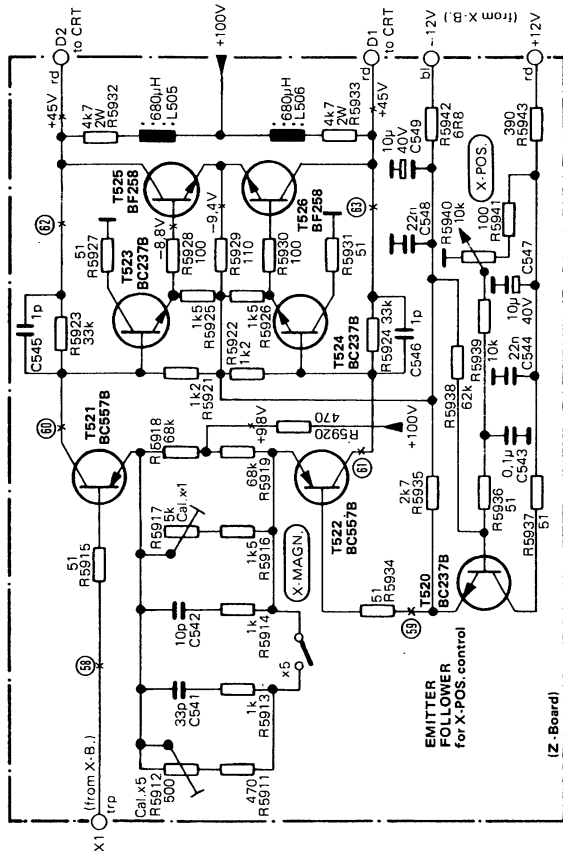 X1
(from X-B.)
trp
58
51
R5915
T521
BC557B
60
C545
1p
R5923
33k
62
51
R5927
T523
BC237B
-8,8V
R5928
100
T525
BF258
+45V
rd
D2
to CRT
4k7
2W
R5932
680µH
L505
+100V
Cal.x5
R5912
500
470
R5911
33p
C541
1k
R5913
x5
10p
C542
1k
R5914
R5917
5k
Cal.x1
1k5
R5916
X-MAGN.
R5918
68k
68k
R5919
+9,8V
R5920
470
+100V
1k2
R5921
R5922
1k2
1k5
R5925
1k5
R5926
-9,4V
R5929
110
R5930
100
T526
BF258
680µH
L506
4k7
2W
R5933
T522
BC557B
61
T524
BC237B
R5924
33k
C546
1p
R5931
51
63
+45V
rd
D1
to CRT
51
R5934
59
2k7
R5935
22n
C548
10µ
40V
C549
R5942
6R8
bl
-12V
(from X-B.)
T520
BC237B
EMITTER
FOLLOWER
for X-POS. control
R5938
62k
R5936
51
0,1µ
C543
R5939
10k
22n
C544
10µ
40V
C547
R5940
10k
X-POS.
100
R5941
R5937
51
390
R5943
rd
+12V
(Z-Board)